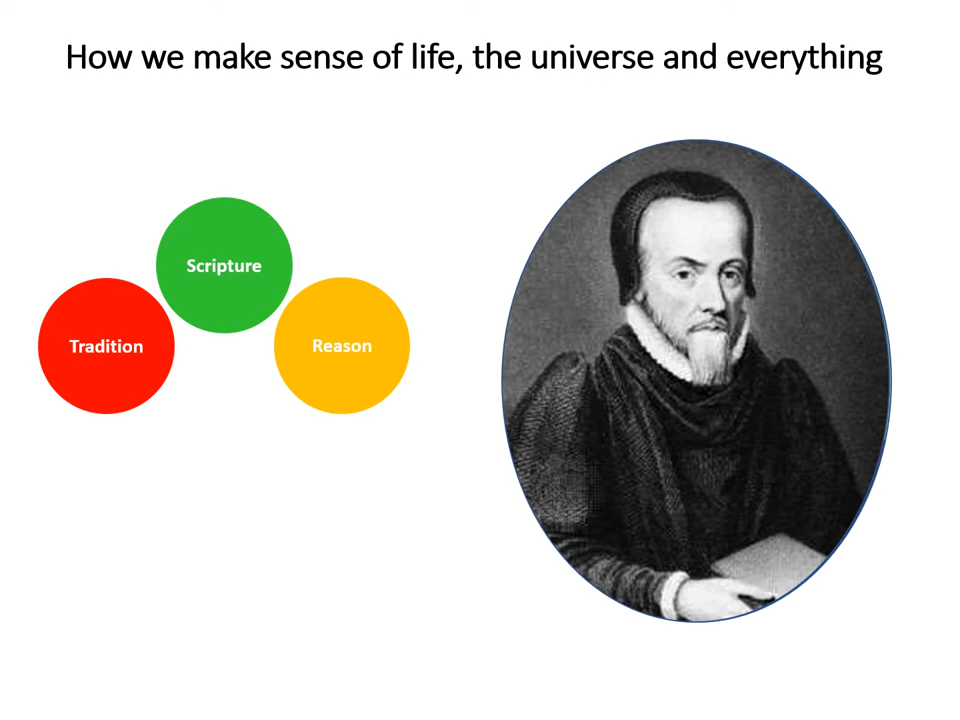 How we make sense of life, the universe and everything
Scripture
Tradition
Reason